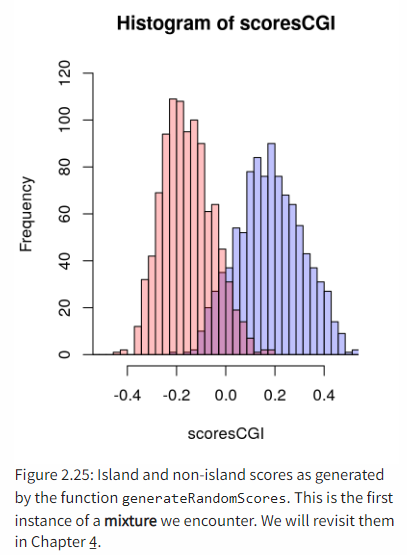 Histogram of scoresCGI
Frequency
120
100
80
60
40
20
0
-0.4 -0.2 0.0 0.2 0.4
scoresCGI
Figure 2.25: Island and non-island scores as generated
by the function generateRandomScores. This is the first
instance of a mixture we encounter. We will revisit them
in Chapter 4.